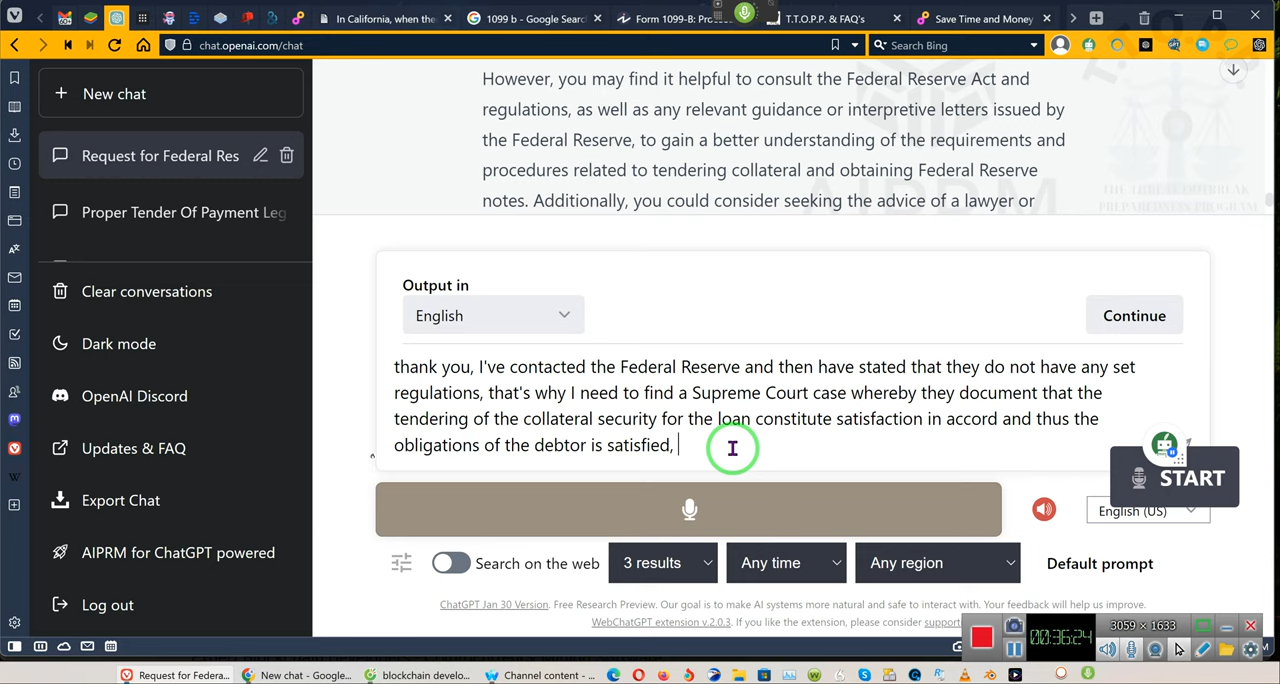 In California, when the
1099 b - Google Sear
Form 1099-B: Pro
T.T.O.P.P. & FAQ's
Save Time and Money
chat.openai.com/chat
Search Bing
New chat
Request for Federal Res
Proper Tender Of Payment Leg
Clear conversations
Dark mode
OpenAI Discord
Updates & FAQ
Export Chat
AIPRM for ChatGPT powered
Log out
However, you may find it helpful to consult the Federal Reserve Act and
regulations, as well as any relevant guidance or interpretive letters issued by
the Federal Reserve, to gain a better understanding of the requirements and
procedures related to tendering collateral and obtaining Federal Reserve
notes. Additionally, you could consider seeking the advice of a lawyer or
AIPRM
PREPAREDNESS PROGRAM
Output in
English
Continue
thank you, I've contacted the Federal Reserve and then have stated that they do not have any set
regulations, that's why I need to find a Supreme Court case whereby they document that the
tendering of the collateral security for the loan constitute satisfaction in accord and thus the
obligations of the debtor is satisfied,
START
English (US)
Search on the web
3 results
Any time
Any region
Default prompt
ChatGPT Jan 30 Version. Free Research Preview. Our goal is to make AI systems more natural and safe to interact with. Your feedback will help us improve.
WebChatGPT extension v.2.0.3. If you like the extension, please consider support
3059 × 1633
00:36:24
Request for Federa...
New chat - Google...
blockchain develo...
Channel content - ...